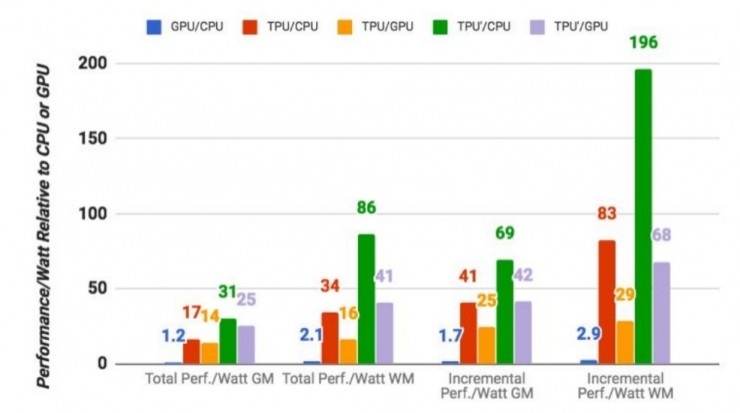 GPU/CPU TPU/CPU TPU/GPU TPU'/CPU TPU'/GPU
Performance/Watt Relative to CPU or GPU
200
150
100
50
0
1.2 17 14 31 25
2.1 34 16 86 41
1.7 41 25 69 42
2.9 83 29 196 68
Total Perf./Watt GM Total Perf./Watt WM Incremental Perf./Watt GM Incremental Perf./Watt WM